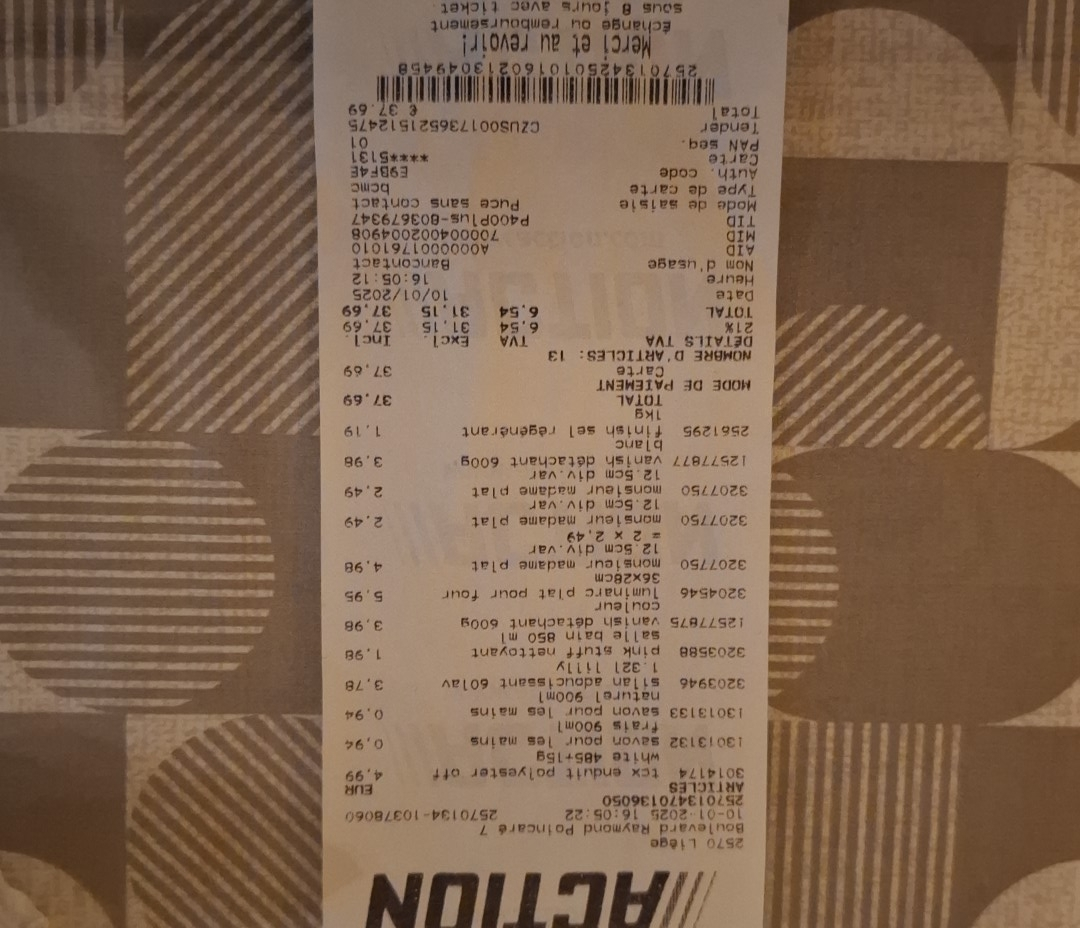 ACTION
2570 Liège
Boulevard Raymond Poincaré 7
10-01-2025 16:05:22 2570134-10378060
2570134701360​50
ARTICLES EUR
3014174 tcx enduit polyester off 4,99
white 485+15g
13013132 savon pour les mains 0,94
frais 900ml
13013133 savon pour les mains 0,94
naturel 900ml
3203946 silan adoucissant 60lav 3,78
1.32l lilly
3203588 pink stuff nettoyant 1,98
salle bain 850 ml
12577875 vanish détachant 600g 3,98
couleur
3204546 luminarc plat pour four 5,95
36x28cm
3207750 monsieur madame plat 4,98
12.5cm div.var
= 2 x 2,49
3207750 monsieur madame plat 2,49
12.5cm div.var
3207750 monsieur madame plat 2,49
12.5cm div.var
12577877 vanish détachant 600g 3,98
blanc
2561295 finish sel régénérant 1,19
1kg
TOTAL 37,69
MODE DE PAIEMENT
Carte 37,69
NOMBRE D'ARTICLES: 13
DÉTAILS TVA TVA Excl. Incl.
21% 6,54 31,15 37,69
TOTAL 6,54 31,15 37,69
Date 10/01/2025
Heure 16:05:12
Nom d'usage Bancontact
AID A0000001761010
MID 700004002004908
TID P400Plus-803679347
Mode de saisie Puce sans contact
Type de carte bcmc
Auth. code E9BF4E
Carte ****5131
PAN seq. 01
Tender CZUS001736521512475
Total € 37.69
2570134250101602130494958
Merci et au revoir!
Échange ou remboursement
sous 8 jours avec ticket.